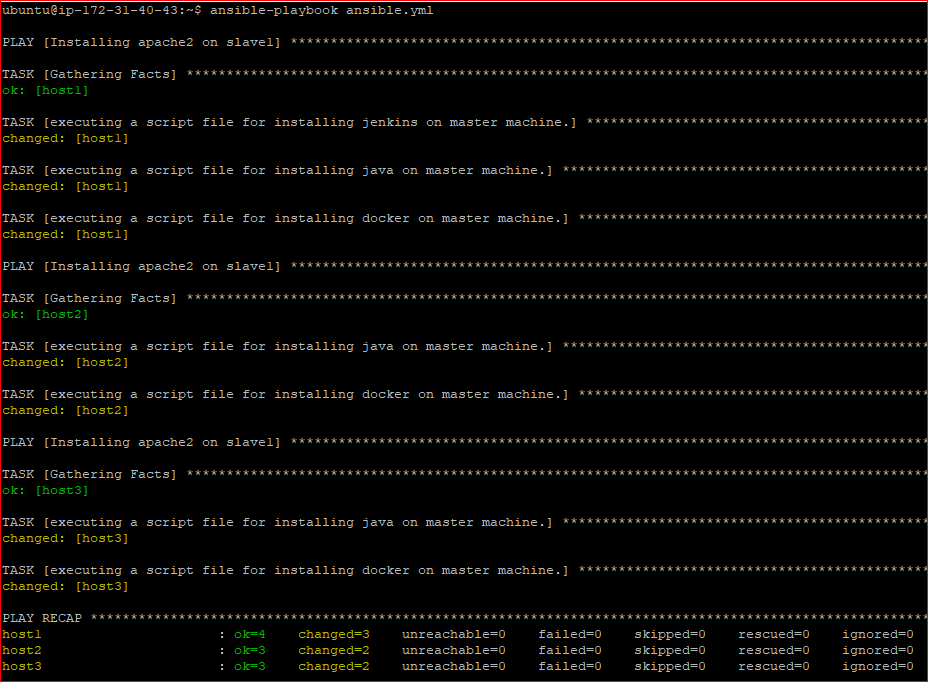 ubuntu@ip-172-31-40-43:~$ ansible-playbook ansible.yml
PLAY [Installing apache2 on slave1] ********************************************************************************
TASK [Gathering Facts] *********************************************************************************************
ok: [host1]
TASK [executing a script file for installing jenkins on master machine.] *******************************************
changed: [host1]
TASK [executing a script file for installing java on master machine.] **********************************************
changed: [host1]
TASK [executing a script file for installing docker on master machine.] ********************************************
changed: [host1]
PLAY [Installing apache2 on slave1] ********************************************************************************
TASK [Gathering Facts] *********************************************************************************************
ok: [host2]
TASK [executing a script file for installing java on master machine.] **********************************************
changed: [host2]
TASK [executing a script file for installing docker on master machine.] ********************************************
changed: [host2]
PLAY [Installing apache2 on slave1] ********************************************************************************
TASK [Gathering Facts] *********************************************************************************************
ok: [host3]
TASK [executing a script file for installing java on master machine.] **********************************************
changed: [host3]
TASK [executing a script file for installing docker on master machine.] ********************************************
changed: [host3]
PLAY RECAP *********************************************************************************************************
host1                      : ok=4    changed=3    unreachable=0    failed=0    skipped=0    rescued=0    ignored=0
host2                      : ok=3    changed=2    unreachable=0    failed=0    skipped=0    rescued=0    ignored=0
host3                      : ok=3    changed=2    unreachable=0    failed=0    skipped=0    rescued=0    ignored=0